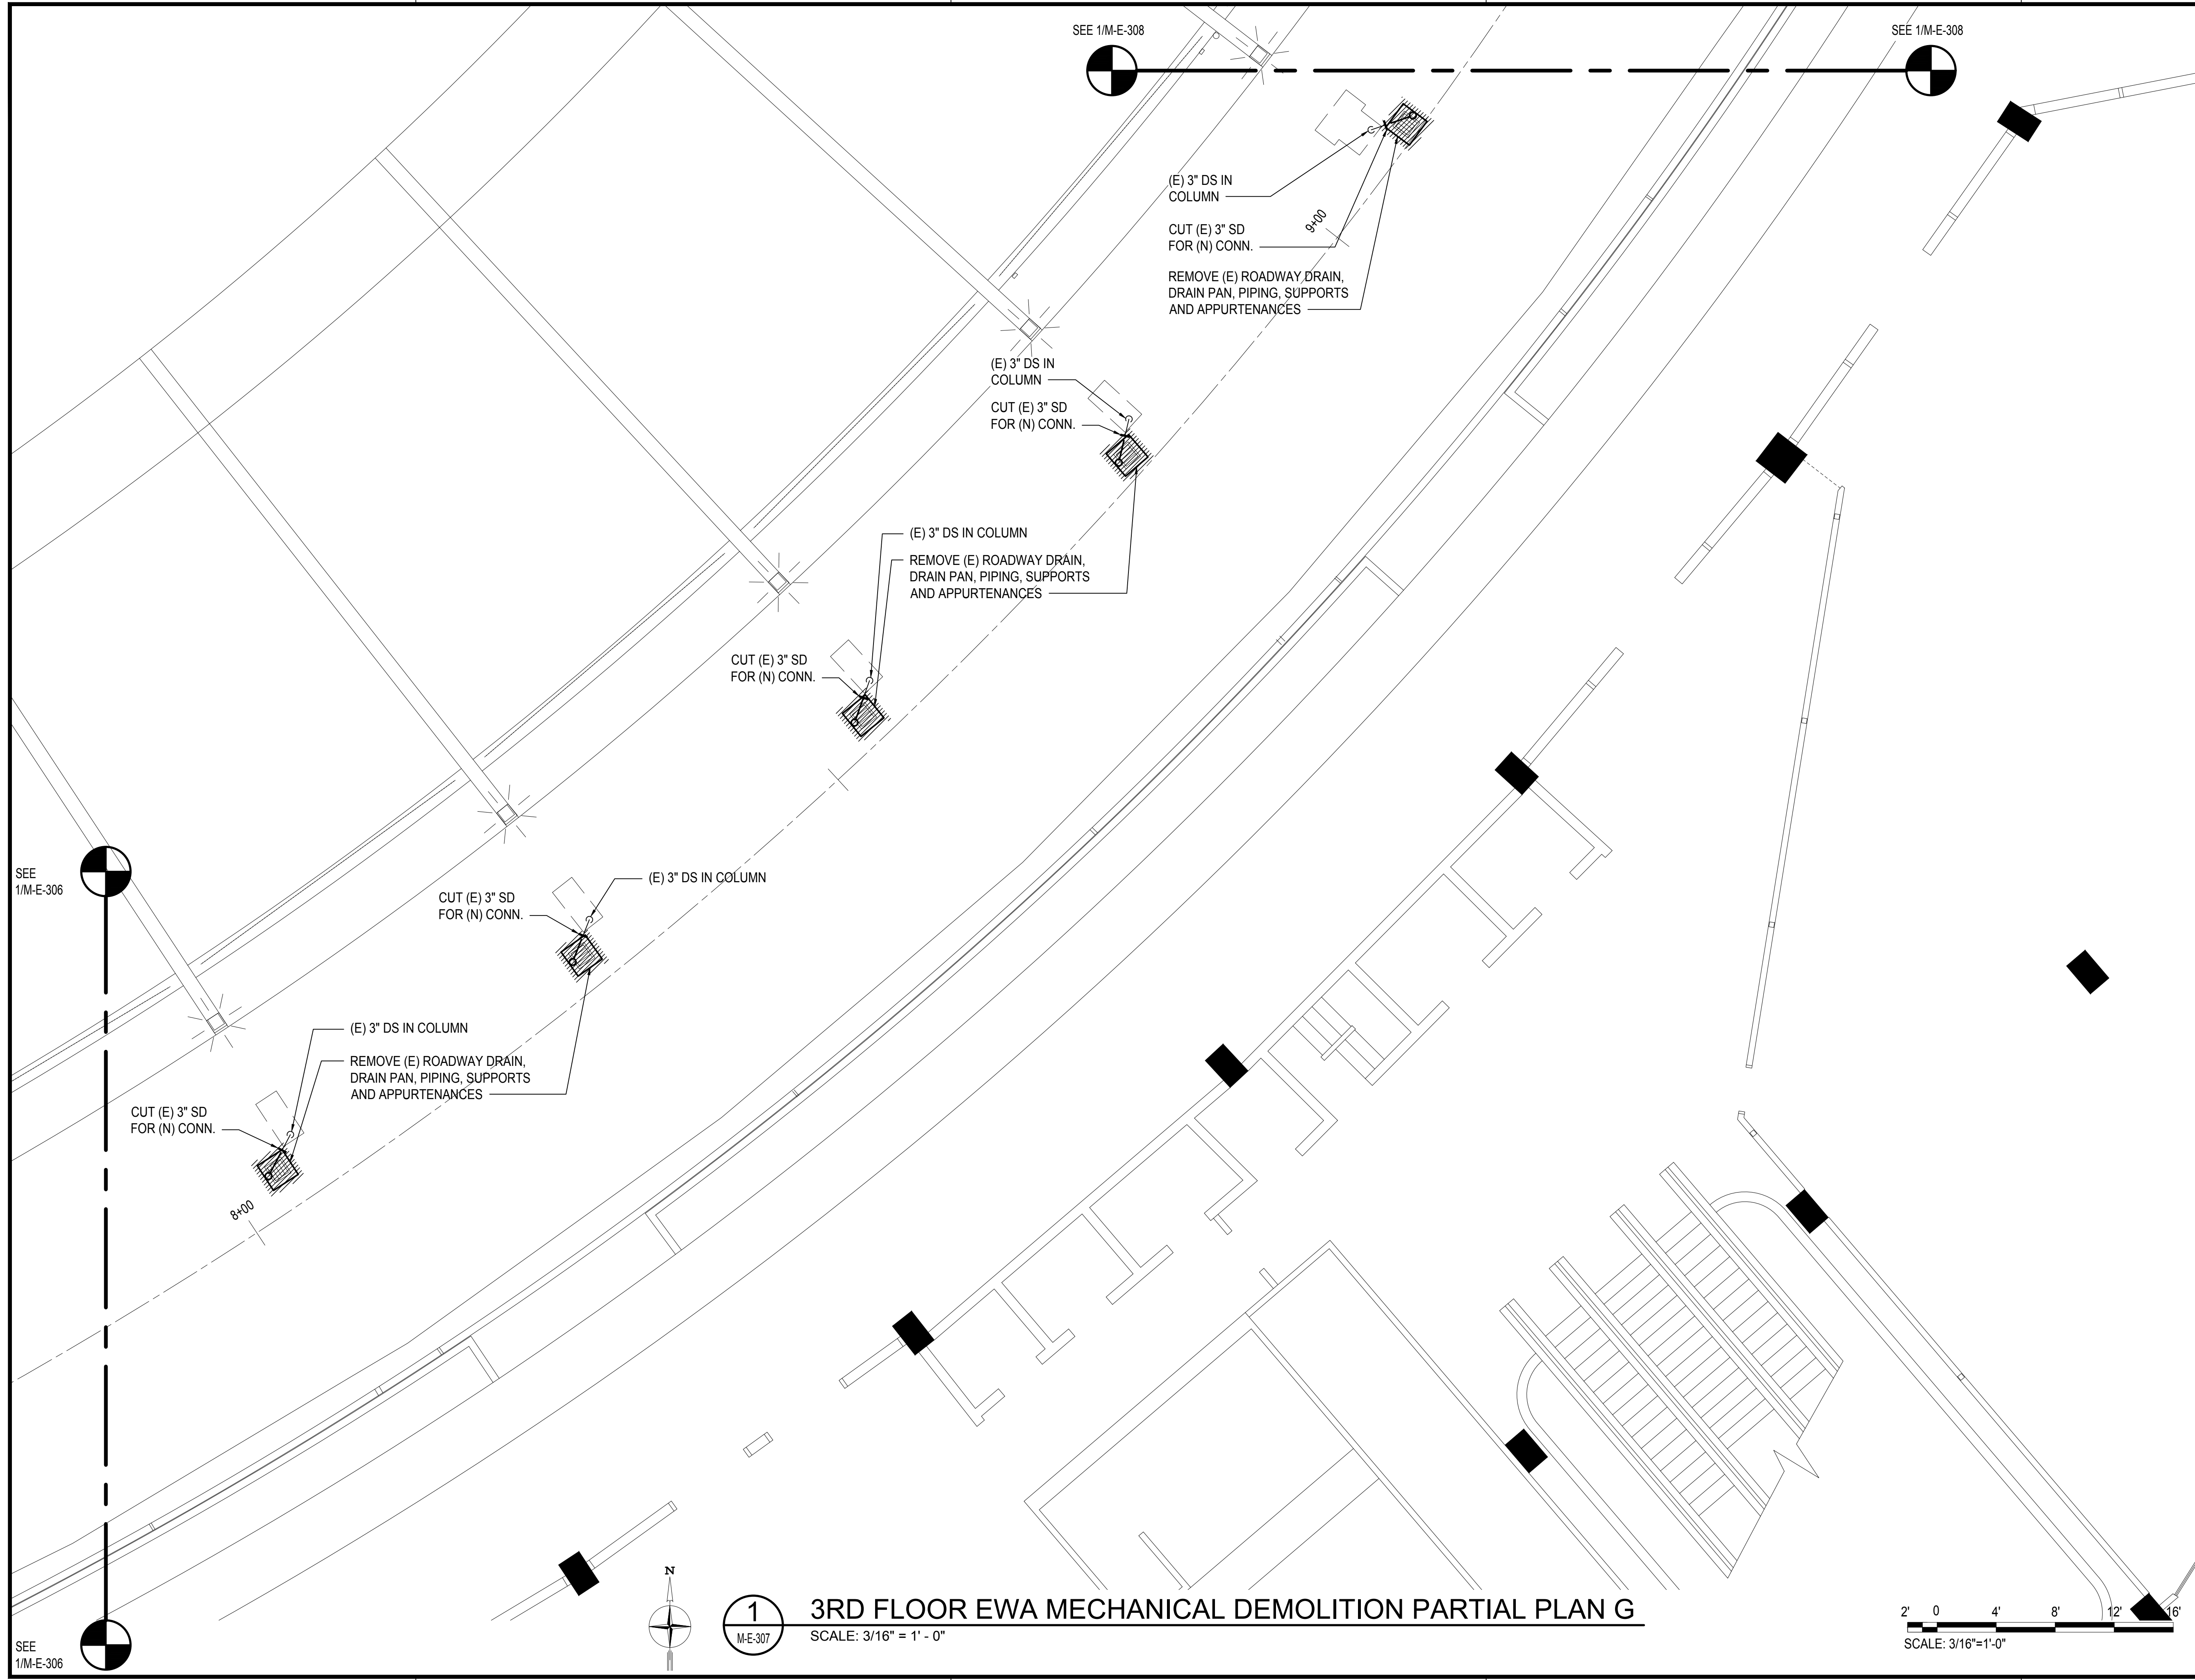 SEE 1/M-E-308
SEE 1/M-E-308
(E) 3" DS IN
COLUMN
9+00
CUT (E) 3" SD
FOR (N) CONN.
REMOVE (E) ROADWAY DRAIN,
DRAIN PAN, PIPING, SUPPORTS
AND APPURTENANCES
(E) 3" DS IN
COLUMN
CUT (E) 3" SD
FOR (N) CONN.
(E) 3" DS IN COLUMN
REMOVE (E) ROADWAY DRAIN,
DRAIN PAN, PIPING, SUPPORTS
AND APPURTENANCES
CUT (E) 3" SD
FOR (N) CONN.
SEE
1/M-E-306
(E) 3" DS IN COLUMN
CUT (E) 3" SD
FOR (N) CONN.
(E) 3" DS IN COLUMN
REMOVE (E) ROADWAY DRAIN,
DRAIN PAN, PIPING, SUPPORTS
AND APPURTENANCES
CUT (E) 3" SD
FOR (N) CONN.
8+00
N
1
M-E-307
3RD FLOOR EWA MECHANICAL DEMOLITION PARTIAL PLAN G
SCALE: 3/16" = 1' - 0"
2' 0 4' 8' 12' 16'
SCALE: 3/16"=1'-0"
SEE
1/M-E-306